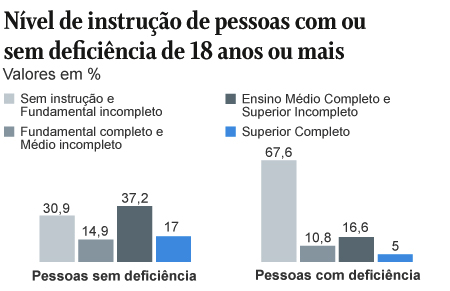 Nível de instrução de pessoas com ou
sem deficiência de 18 anos ou mais
Valores em %
Sem instrução e
Fundamental incompleto
Fundamental completo e
Médio incompleto
Ensino Médio Completo e
Superior Incompleto
Superior Completo
30,9
14,9
37,2
17
Pessoas sem deficiência
67,6
10,8
16,6
5
Pessoas com deficiência